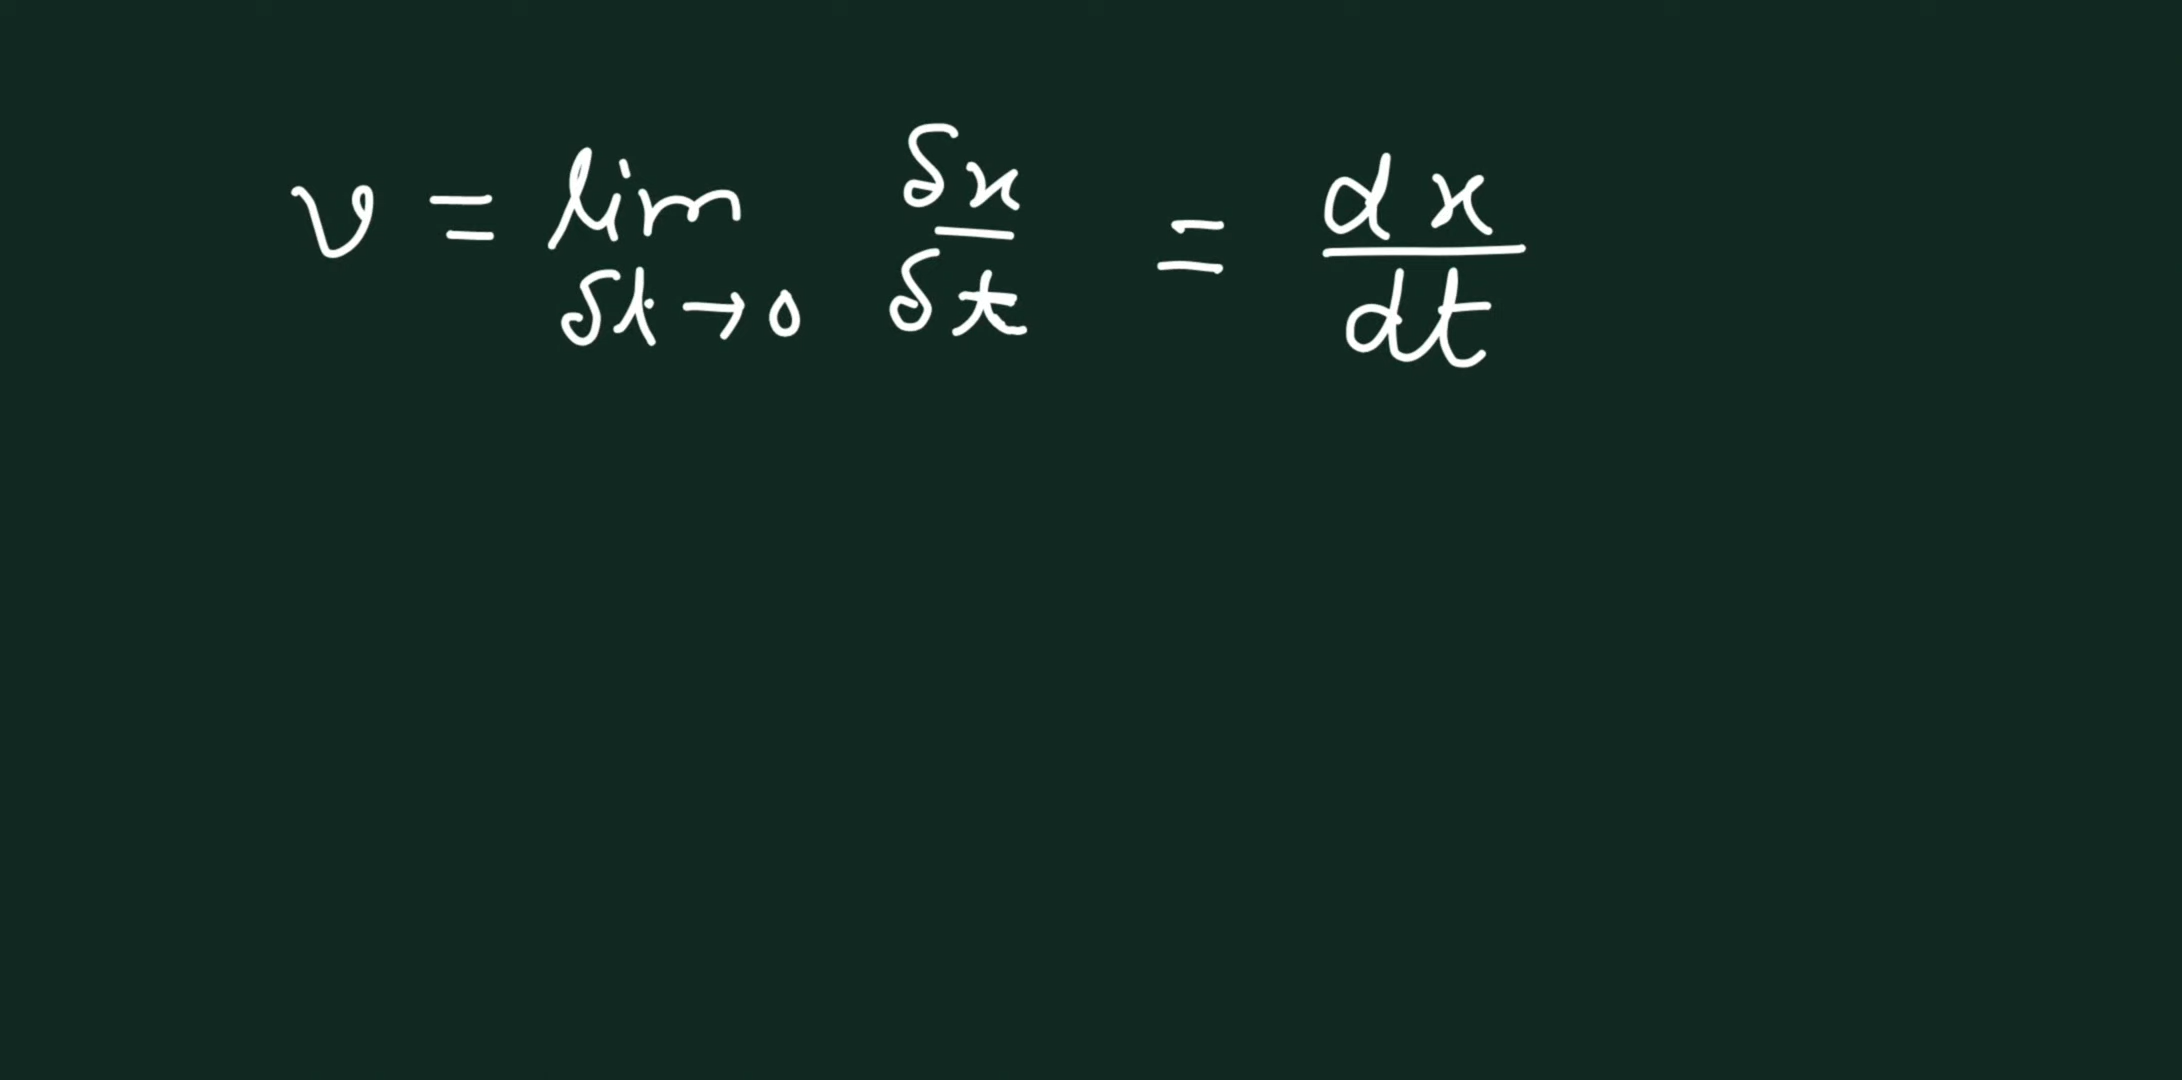 v = lim δt→0 δx/δt = dx/dt